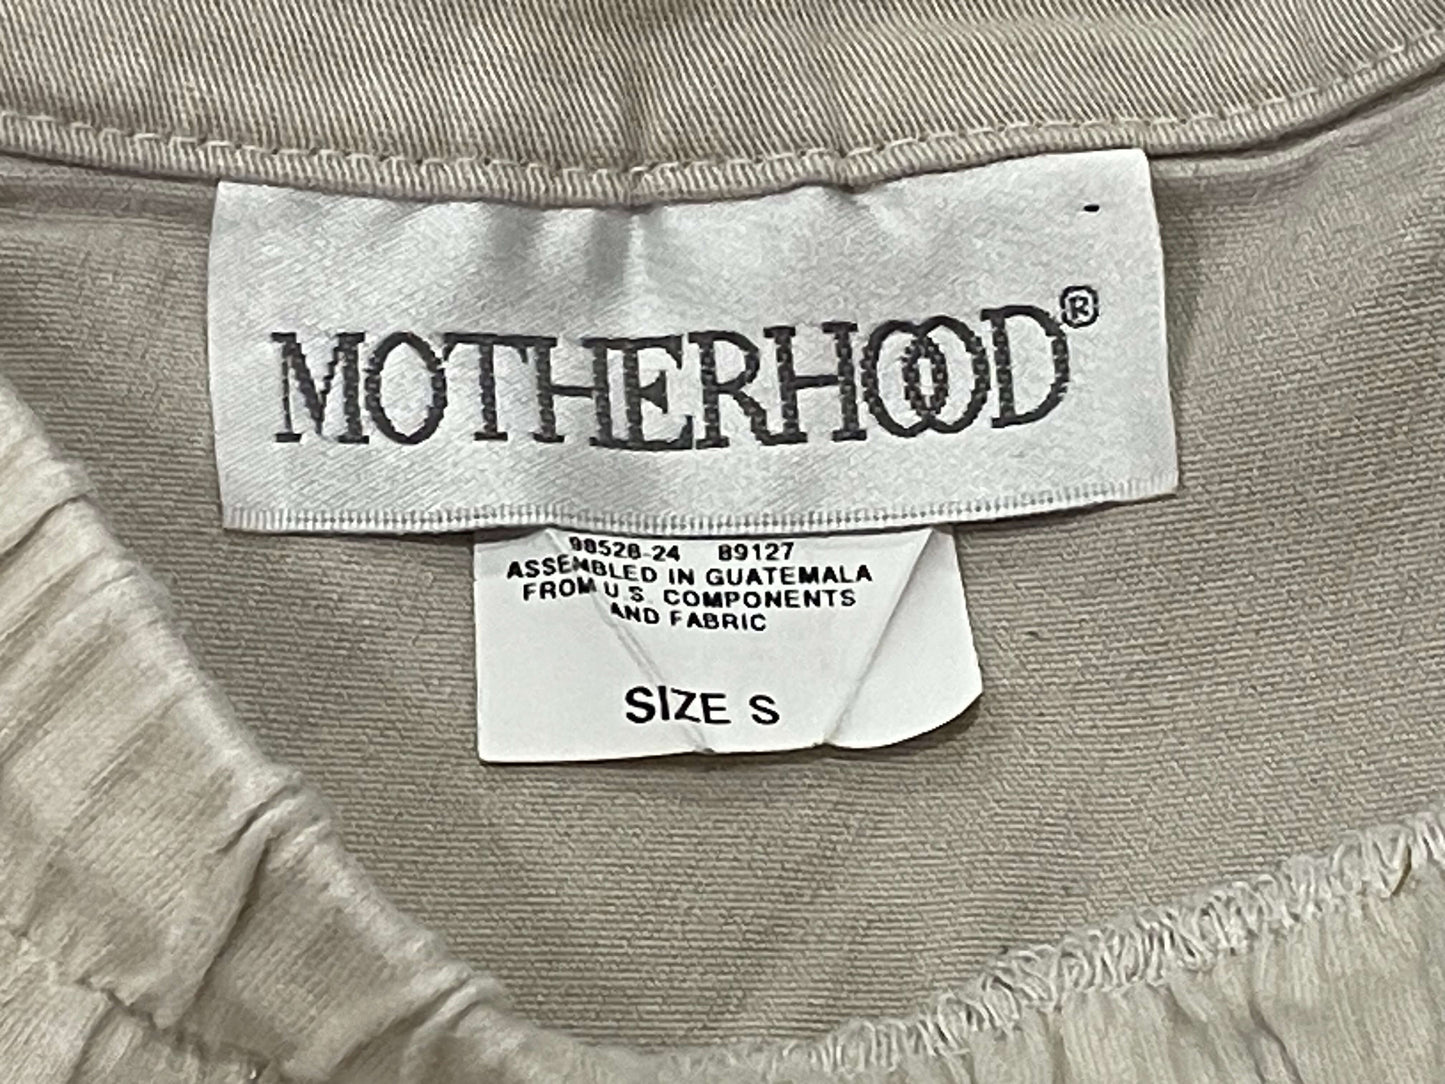 MOTHERHOOD®
98528-24 89127
ASSEMBLED IN GUATEMALA
FROM U.S. COMPONENTS
AND FABRIC
SIZE S